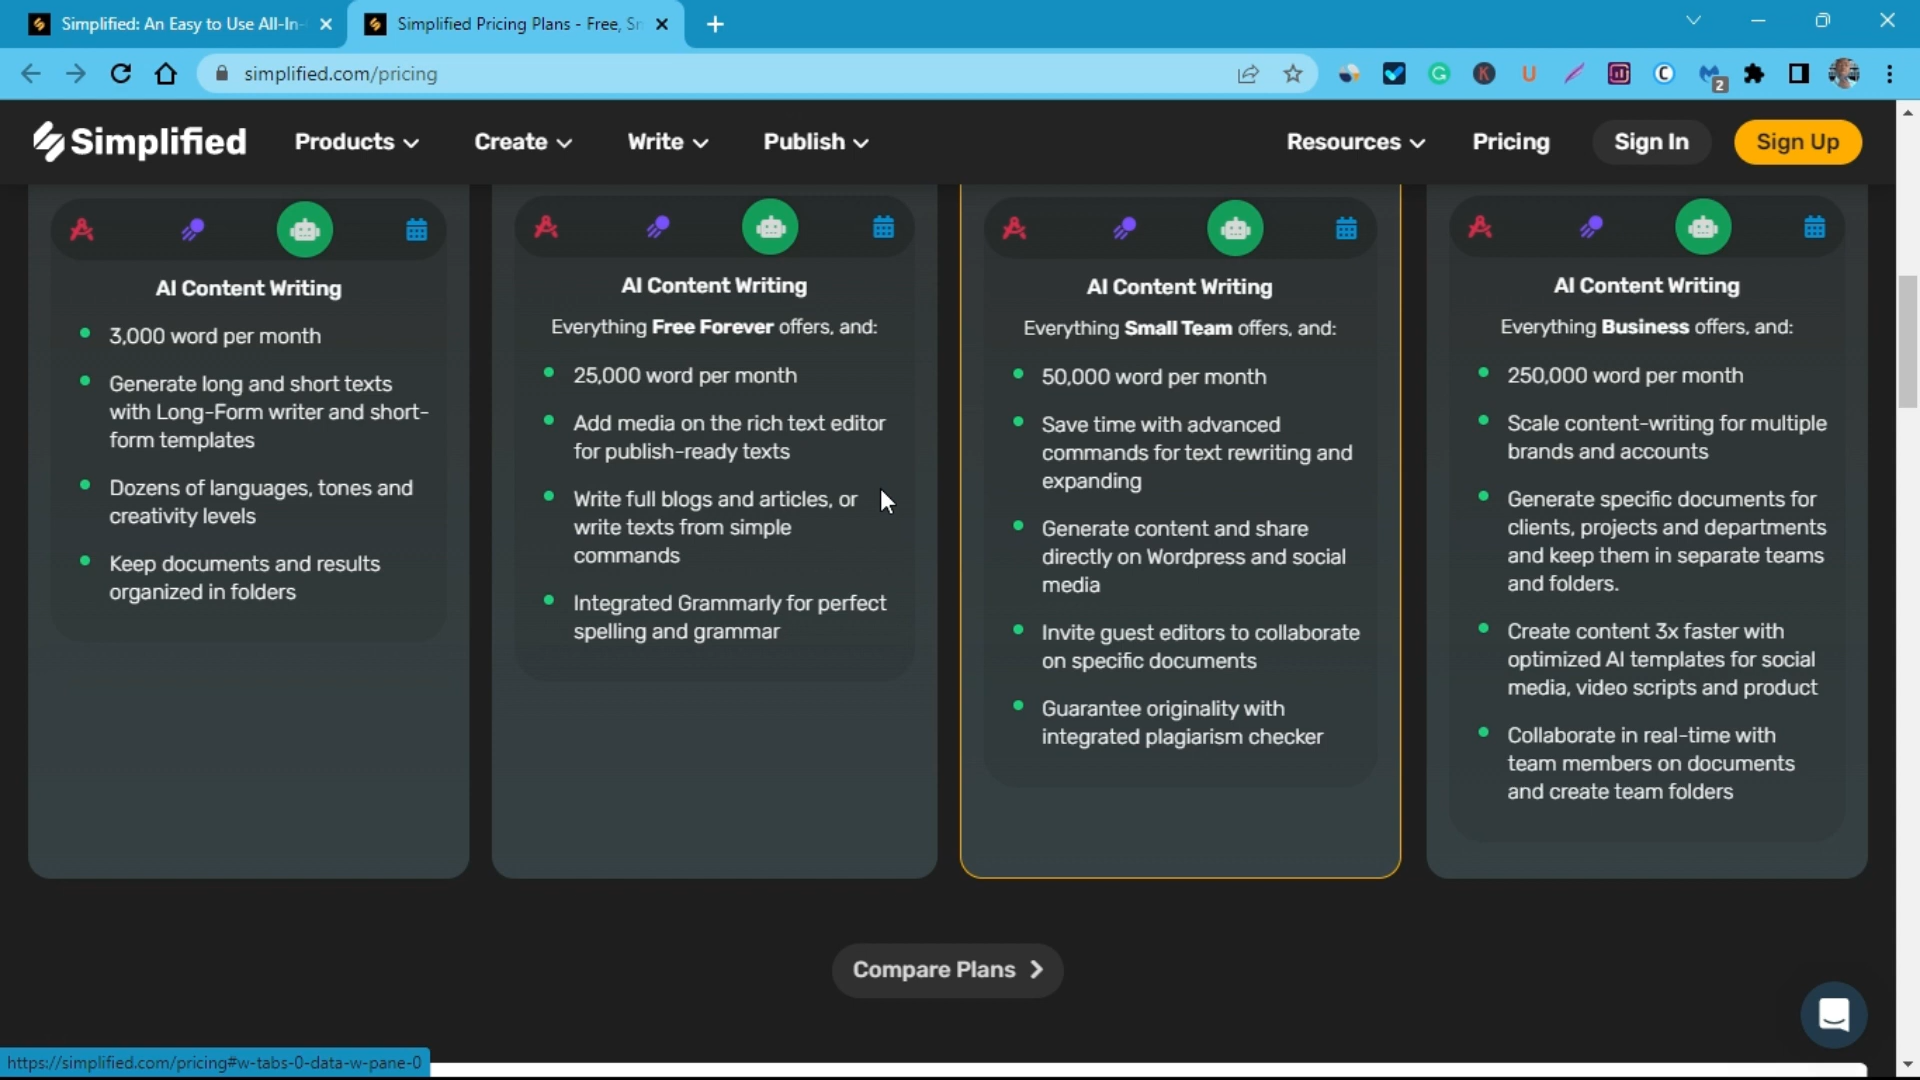 Simplified: An Easy to Use All-In-
Simplified Pricing Plans - Free, Sm
simplified.com/pricing
2
Simplified
Products
Create
Write
Publish
Resources
Pricing
Sign In
Sign Up
AI Content Writing
3,000 word per month
Generate long and short texts
with Long-Form writer and short-
form templates
Dozens of languages, tones and
creativity levels
Keep documents and results
organized in folders
AI Content Writing
Everything Free Forever offers, and:
25,000 word per month
Add media on the rich text editor
for publish-ready texts
Write full blogs and articles, or
write texts from simple
commands
Integrated Grammarly for perfect
spelling and grammar
AI Content Writing
Everything Small Team offers, and:
50,000 word per month
Save time with advanced
commands for text rewriting and
expanding
Generate content and share
directly on Wordpress and social
media
Invite guest editors to collaborate
on specific documents
Guarantee originality with
integrated plagiarism checker
AI Content Writing
Everything Business offers, and:
250,000 word per month
Scale content-writing for multiple
brands and accounts
Generate specific documents for
clients, projects and departments
and keep them in separate teams
and folders.
Create content 3x faster with
optimized AI templates for social
media, video scripts and product
Collaborate in real-time with
team members on documents
and create team folders
Compare Plans
https://simplified.com/pricing#w-tabs-0-data-w-pane-0